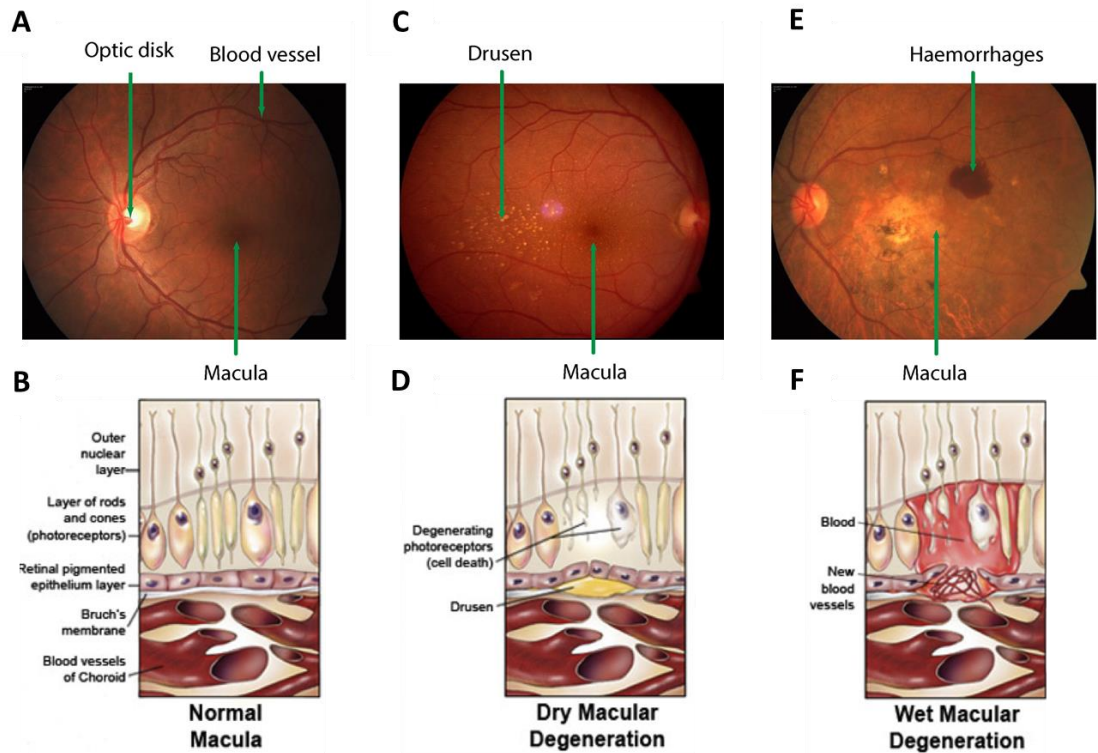 A
Optic disk
Blood vessel
Macula
C
Drusen
Macula
E
Haemorrhages
Macula
B
Outer
nuclear
layer
Layer of rods
and cones
(photoreceptors)
Retinal pigmented
epithelium layer
Bruch's
membrane
Blood vessels
of Choroid
Normal
Macula
D
Degenerating
photoreceptors
(cell death)
Drusen
Dry Macular
Degeneration
F
Blood
New
blood
vessels
Wet Macular
Degeneration